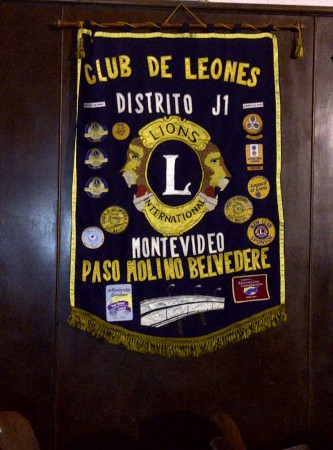 CLUB DE LEONES
DISTRITO J1
LIONS
L
INTERNATIONAL
MONTEVIDEO
PASO MOLINO BELVEDERE